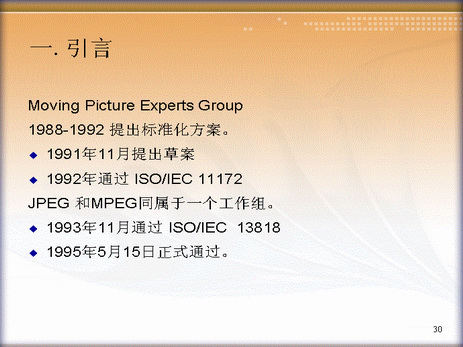 一. 引言
Moving Picture Experts Group
1988-1992 提出标准化方案。
◆ 1991年11月提出草案
◆ 1992年通过 ISO/IEC 11172
JPEG 和MPEG同属于一个工作组。
◆ 1993年11月通过 ISO/IEC  13818
◆ 1995年5月15日正式通过。
30